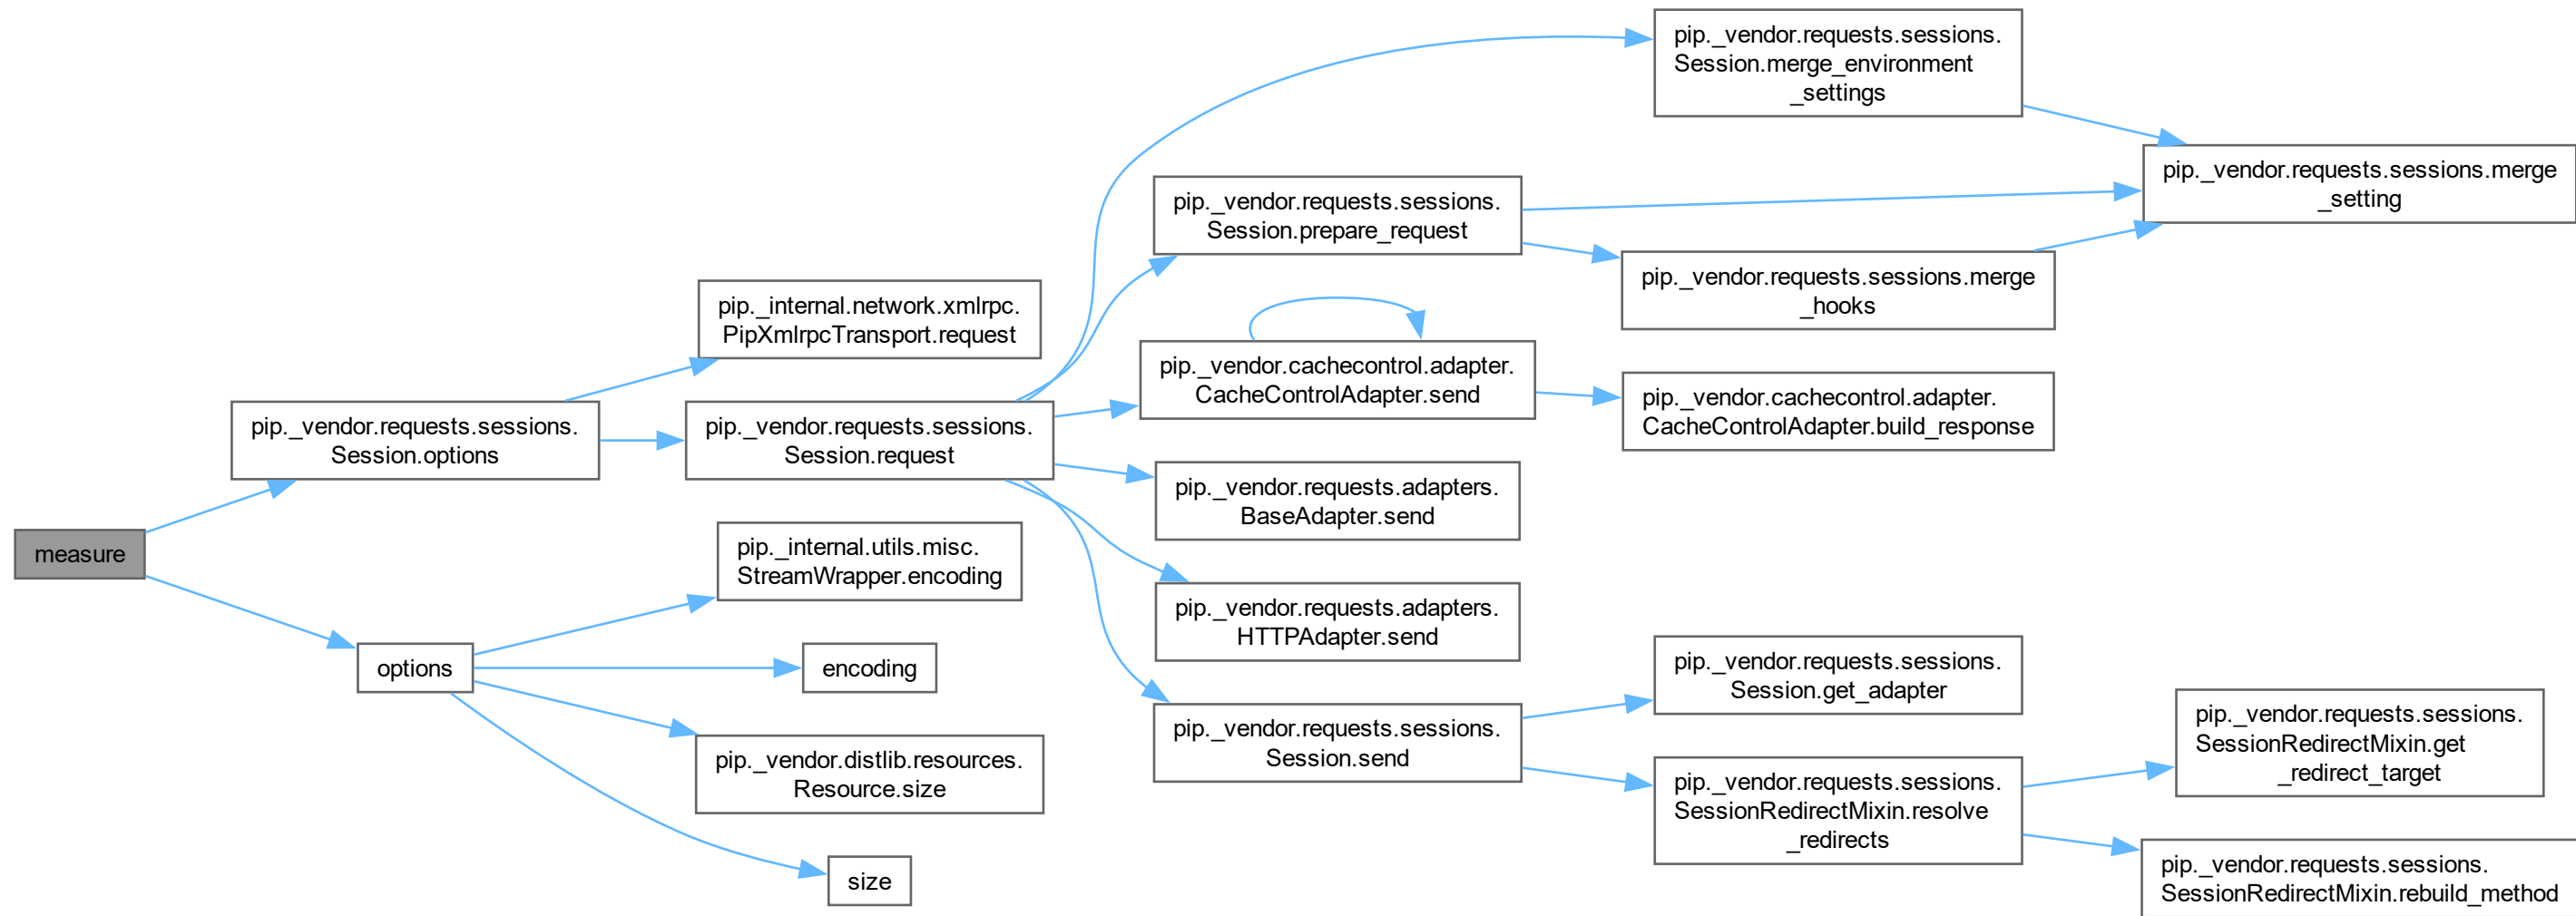 measure
pip._vendor.requests.sessions.
Session.options
options
pip._internal.network.xmlrpc.
PipXmlrpcTransport.request
pip._vendor.requests.sessions.
Session.request
pip._internal.utils.misc.
StreamWrapper.encoding
encoding
pip._vendor.distlib.resources.
Resource.size
size
pip._vendor.requests.sessions.
Session.prepare_request
pip._vendor.cachecontrol.adapter.
CacheControlAdapter.send
pip._vendor.requests.adapters.
BaseAdapter.send
pip._vendor.requests.adapters.
HTTPAdapter.send
pip._vendor.requests.sessions.
Session.send
pip._vendor.requests.sessions.
Session.merge_environment
_settings
pip._vendor.requests.sessions.merge
_hooks
pip._vendor.cachecontrol.adapter.
CacheControlAdapter.build_response
pip._vendor.requests.sessions.
Session.get_adapter
pip._vendor.requests.sessions.
SessionRedirectMixin.resolve
_redirects
pip._vendor.requests.sessions.merge
_setting
pip._vendor.requests.sessions.
SessionRedirectMixin.get
_redirect_target
pip._vendor.requests.sessions.
SessionRedirectMixin.rebuild_method